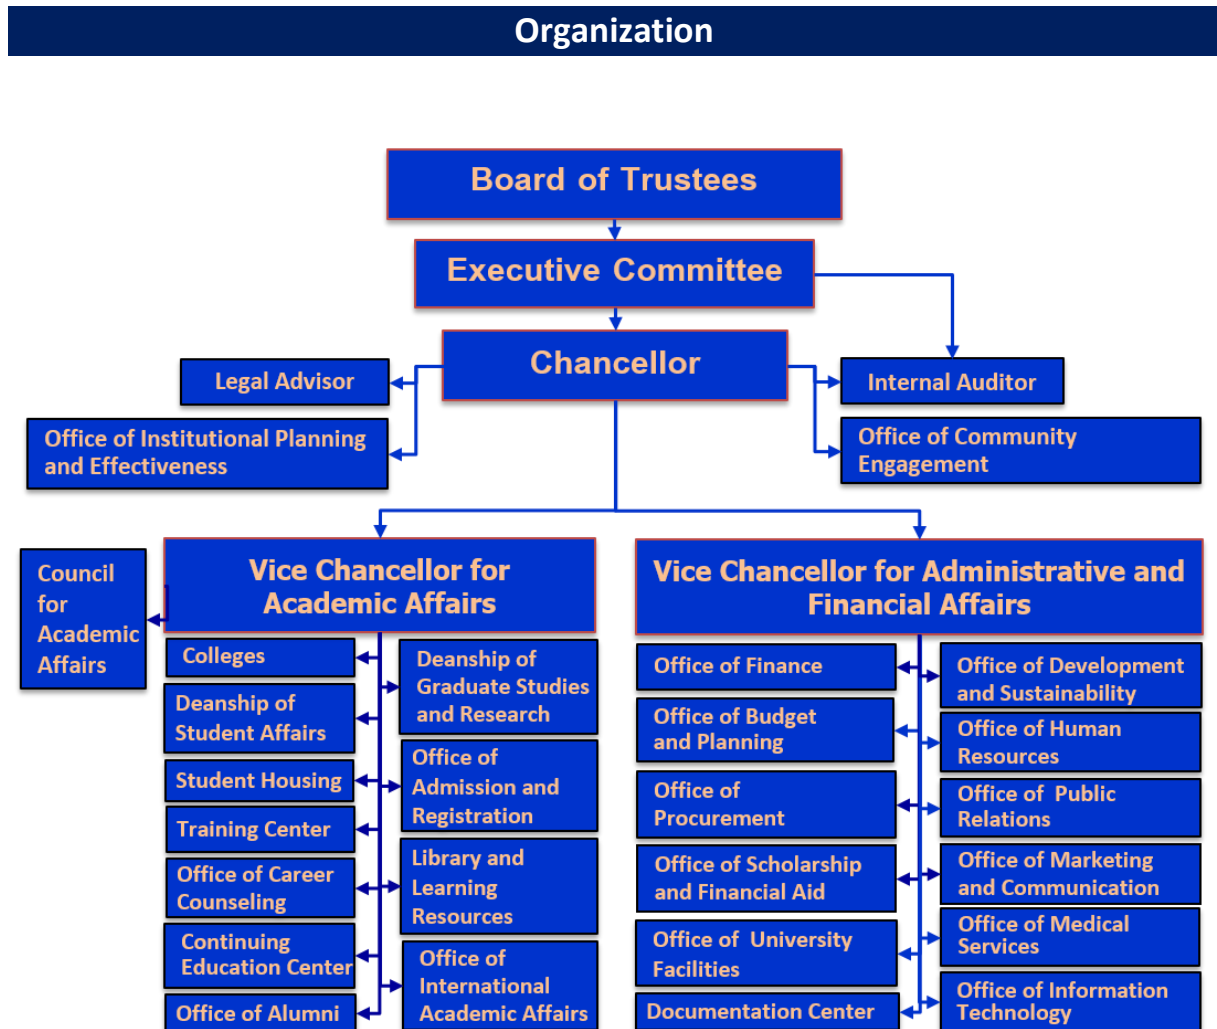 Organization
Board of Trustees
Executive Committee
Chancellor
Legal Advisor
Internal Auditor
Office of Institutional Planning
and Effectiveness
Office of Community
Engagement
Council
for
Academic
Affairs
Vice Chancellor for
Academic Affairs
Vice Chancellor for Administrative and
Financial Affairs
Colleges
Deanship of
Student Affairs
Student Housing
Training Center
Office of Career
Counseling
Continuing
Education Center
Office of Alumni
Deanship of
Graduate Studies
and Research
Office of
Admission and
Registration
Library and
Learning
Resources
Office of
International
Academic Affairs
Office of Finance
Office of Budget
and Planning
Office of
Procurement
Office of Scholarship
and Financial Aid
Office of University
Facilities
Documentation Center
Office of Development
and Sustainability
Office of Human
Resources
Office of Public
Relations
Office of Marketing
and Communication
Office of Medical
Services
Office of Information
Technology